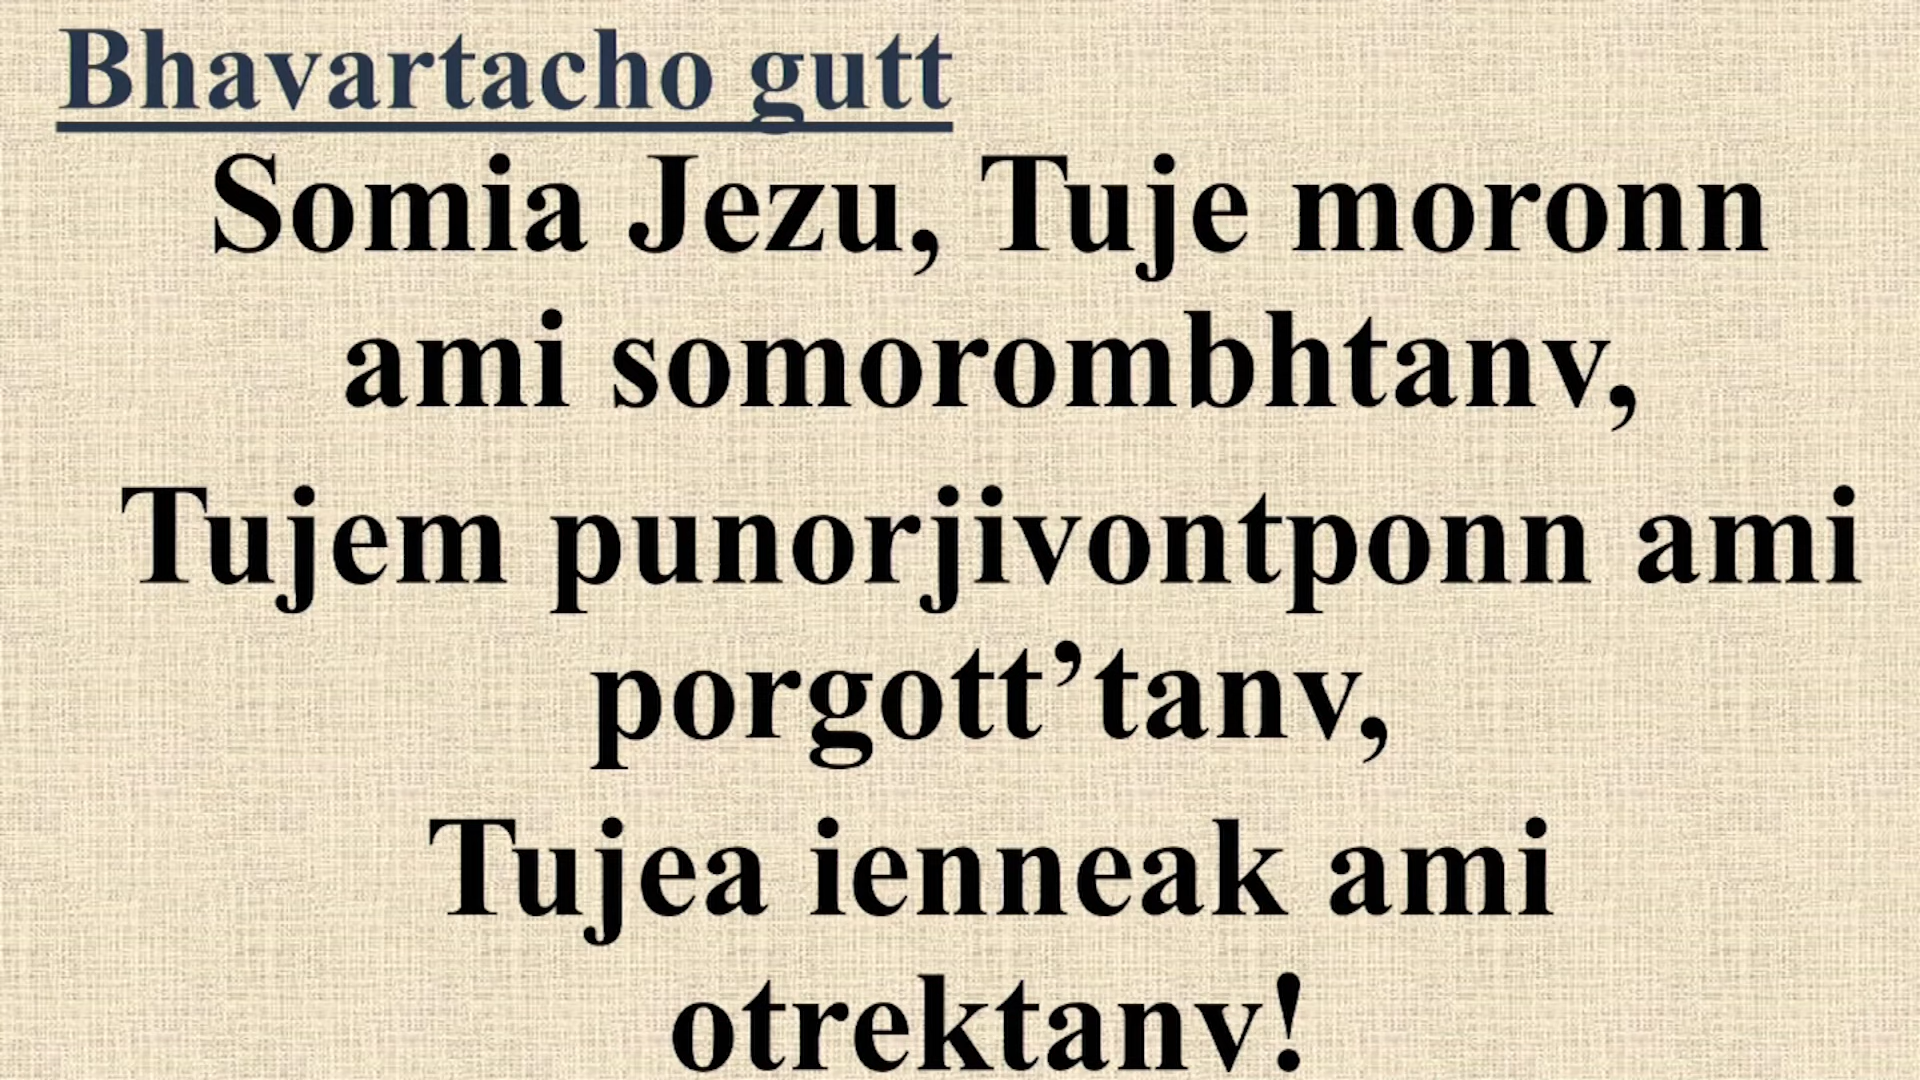 Bhavartacho gutt
Somia Jezu, Tuje moronn
ami somorombhtanv,
Tujem punorjivontponn ami
porgott’tanv,
Tujea ienneak ami
otrektanv!